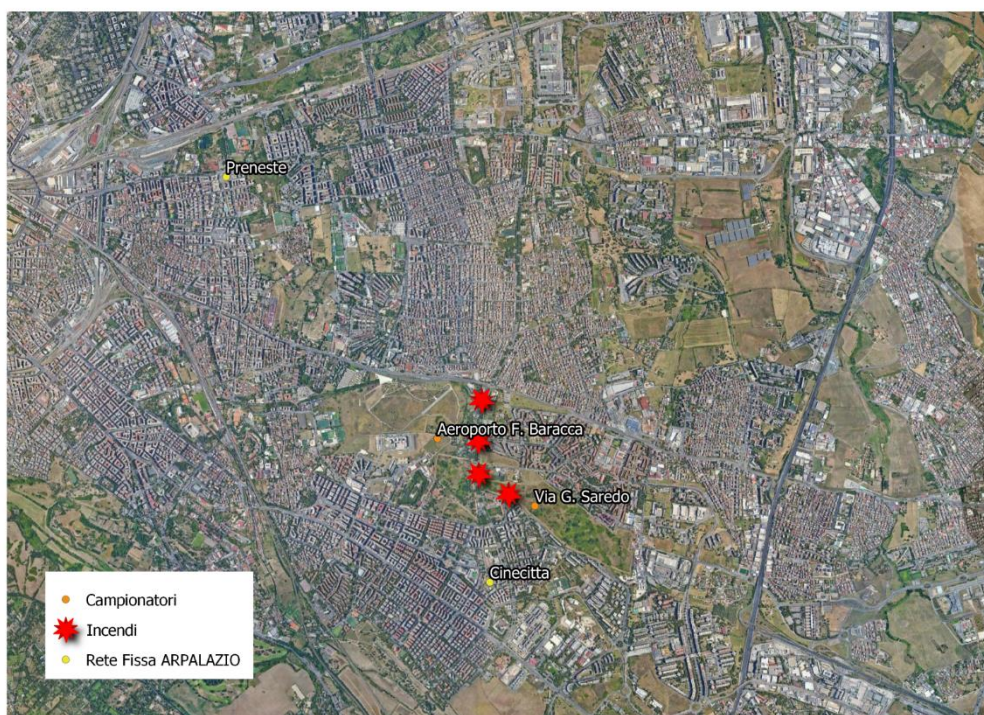 Preneste
Aeroporto F. Baracca
Via G. Saredo
Cinecitta
Campionatori
Incendi
Rete Fissa ARPALAZIO